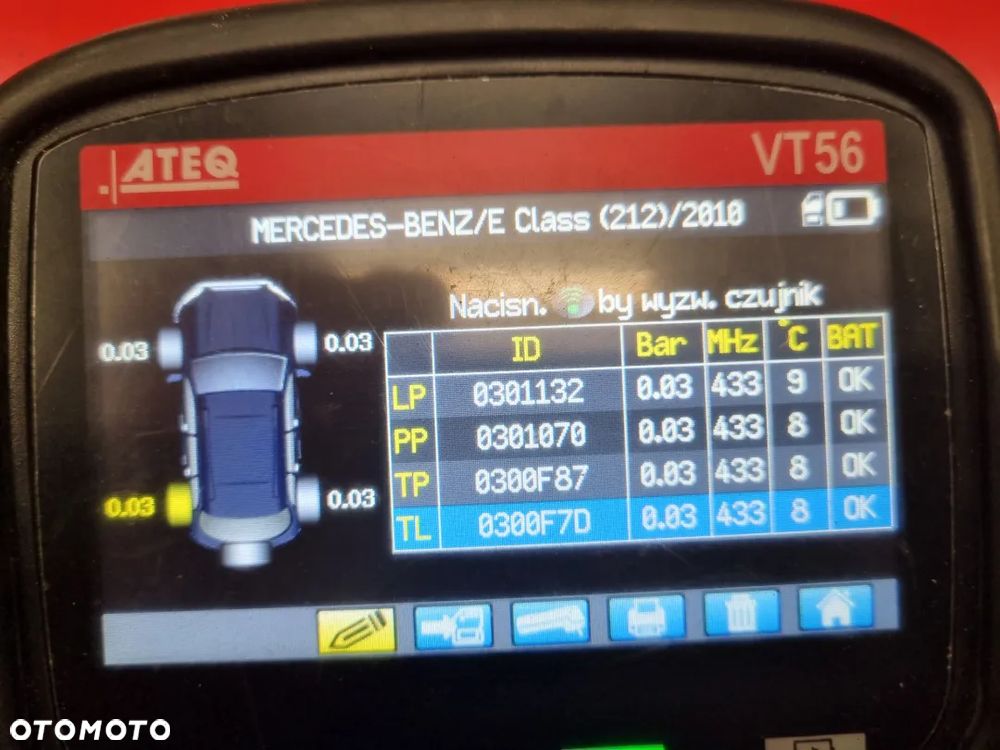 ATEQ VT56
MERCEDES-BENZ/E Class (212)/2010
Nacisn. by wyzw. czujnik
0.03 0.03
0.03 0.03
ID Bar MHz °C BAT
LP 0301132 0.03 433 9 OK
PP 0301070 0.03 433 8 OK
TP 0300F87 0.03 433 8 OK
TL 0300F7D 0.03 433 8 OK
OTOMOTO